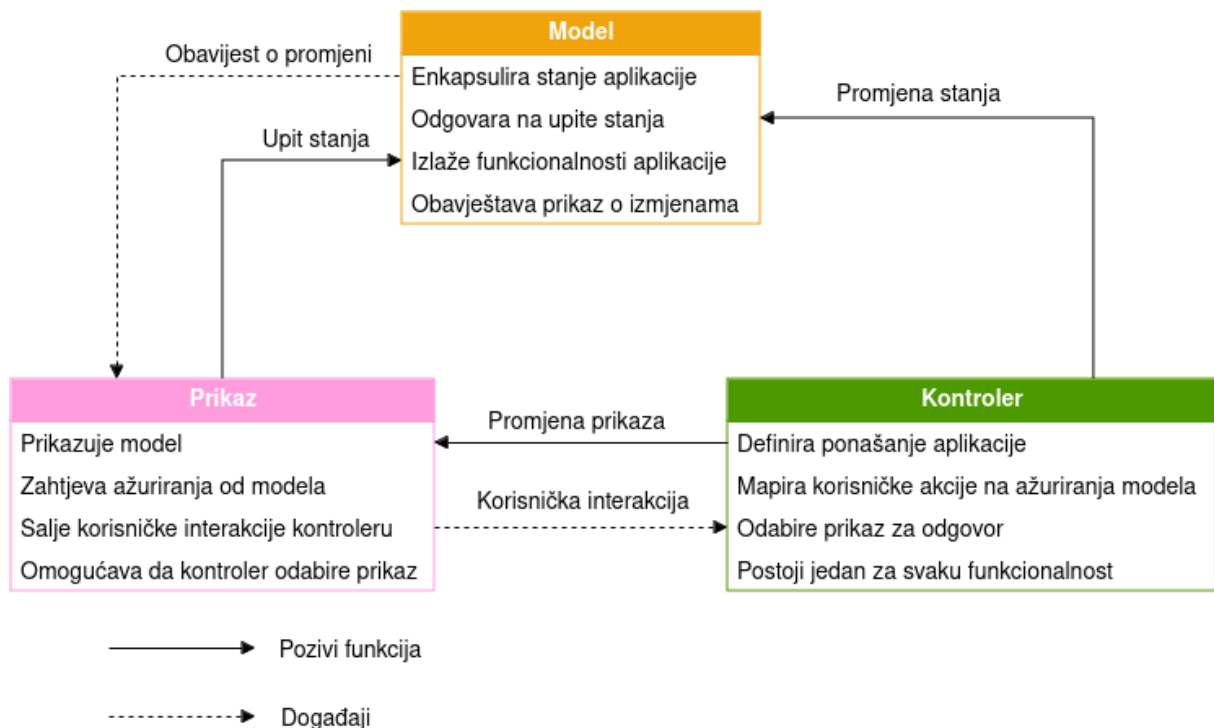 Model
Obavijest o promjeni
Enkapsulira stanje aplikacije
Promjena stanja
Odgovara na upite stanja
Upit stanja
Izlaže funkcionalnosti aplikacije
Obavještava prikaz o izmjenama
Prikaz
Prikazuje model
Zahtjeva ažuriranja od modela
Šalje korisničke interakcije kontroleru
Omogućava da kontroler odabire prikaz
Promjena prikaza
Korisnička interakcija
Kontroler
Definira ponašanje aplikacije
Mapira korisničke akcije na ažuriranja modela
Odabire prikaz za odgovor
Postoji jedan za svaku funkcionalnost
Pozivi funkcija
Događaji